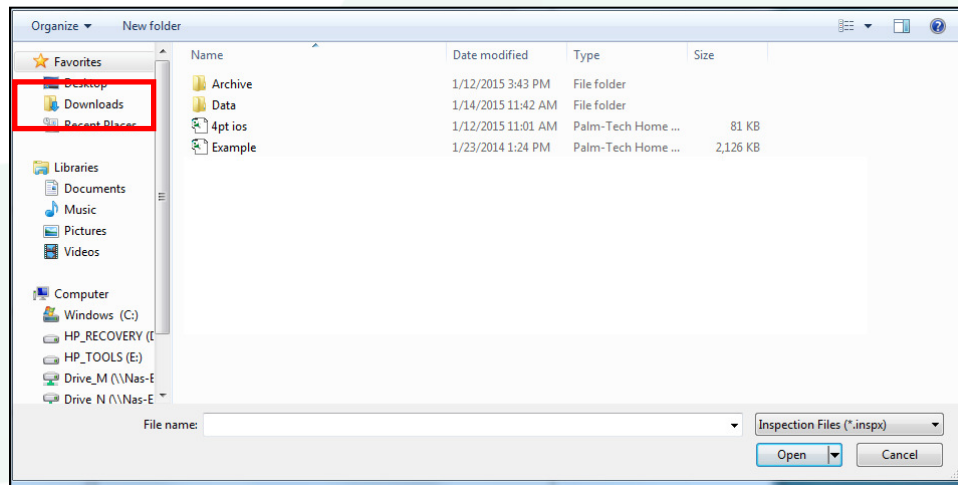 Organize New folder
Name Date modified Type Size
Favorites
Desktop
Archive 1/12/2015 3:43 PM File folder
Downloads
Data 1/14/2015 11:42 AM File folder
Recent Places
4pt ios 1/12/2015 11:01 AM Palm-Tech Home ... 81 KB
Example 1/23/2014 1:24 PM Palm-Tech Home ... 2,126 KB
Libraries
Documents
Music
Pictures
Videos
Computer
Windows (C:)
HP_RECOVERY (D
HP_TOOLS (E:)
Drive_M (\\Nas-E
Drive_N (\\Nas-E
File name: Inspection Files (*.inspx)
Open Cancel